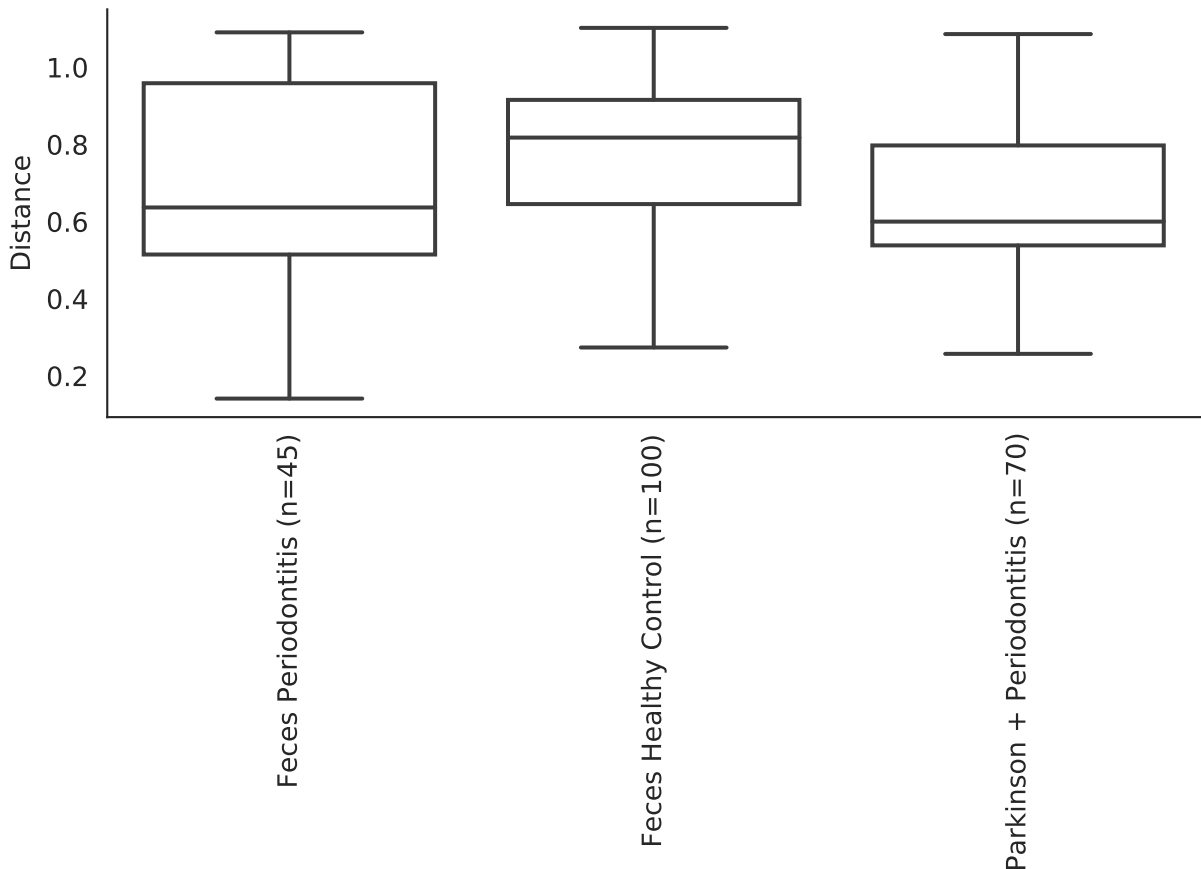 1.0
0.8
0.6
0.4
0.2
Distance
Feces Periodontitis (n=45)
Feces Healthy Control (n=100)
Parkinson + Periodontitis (n=70)